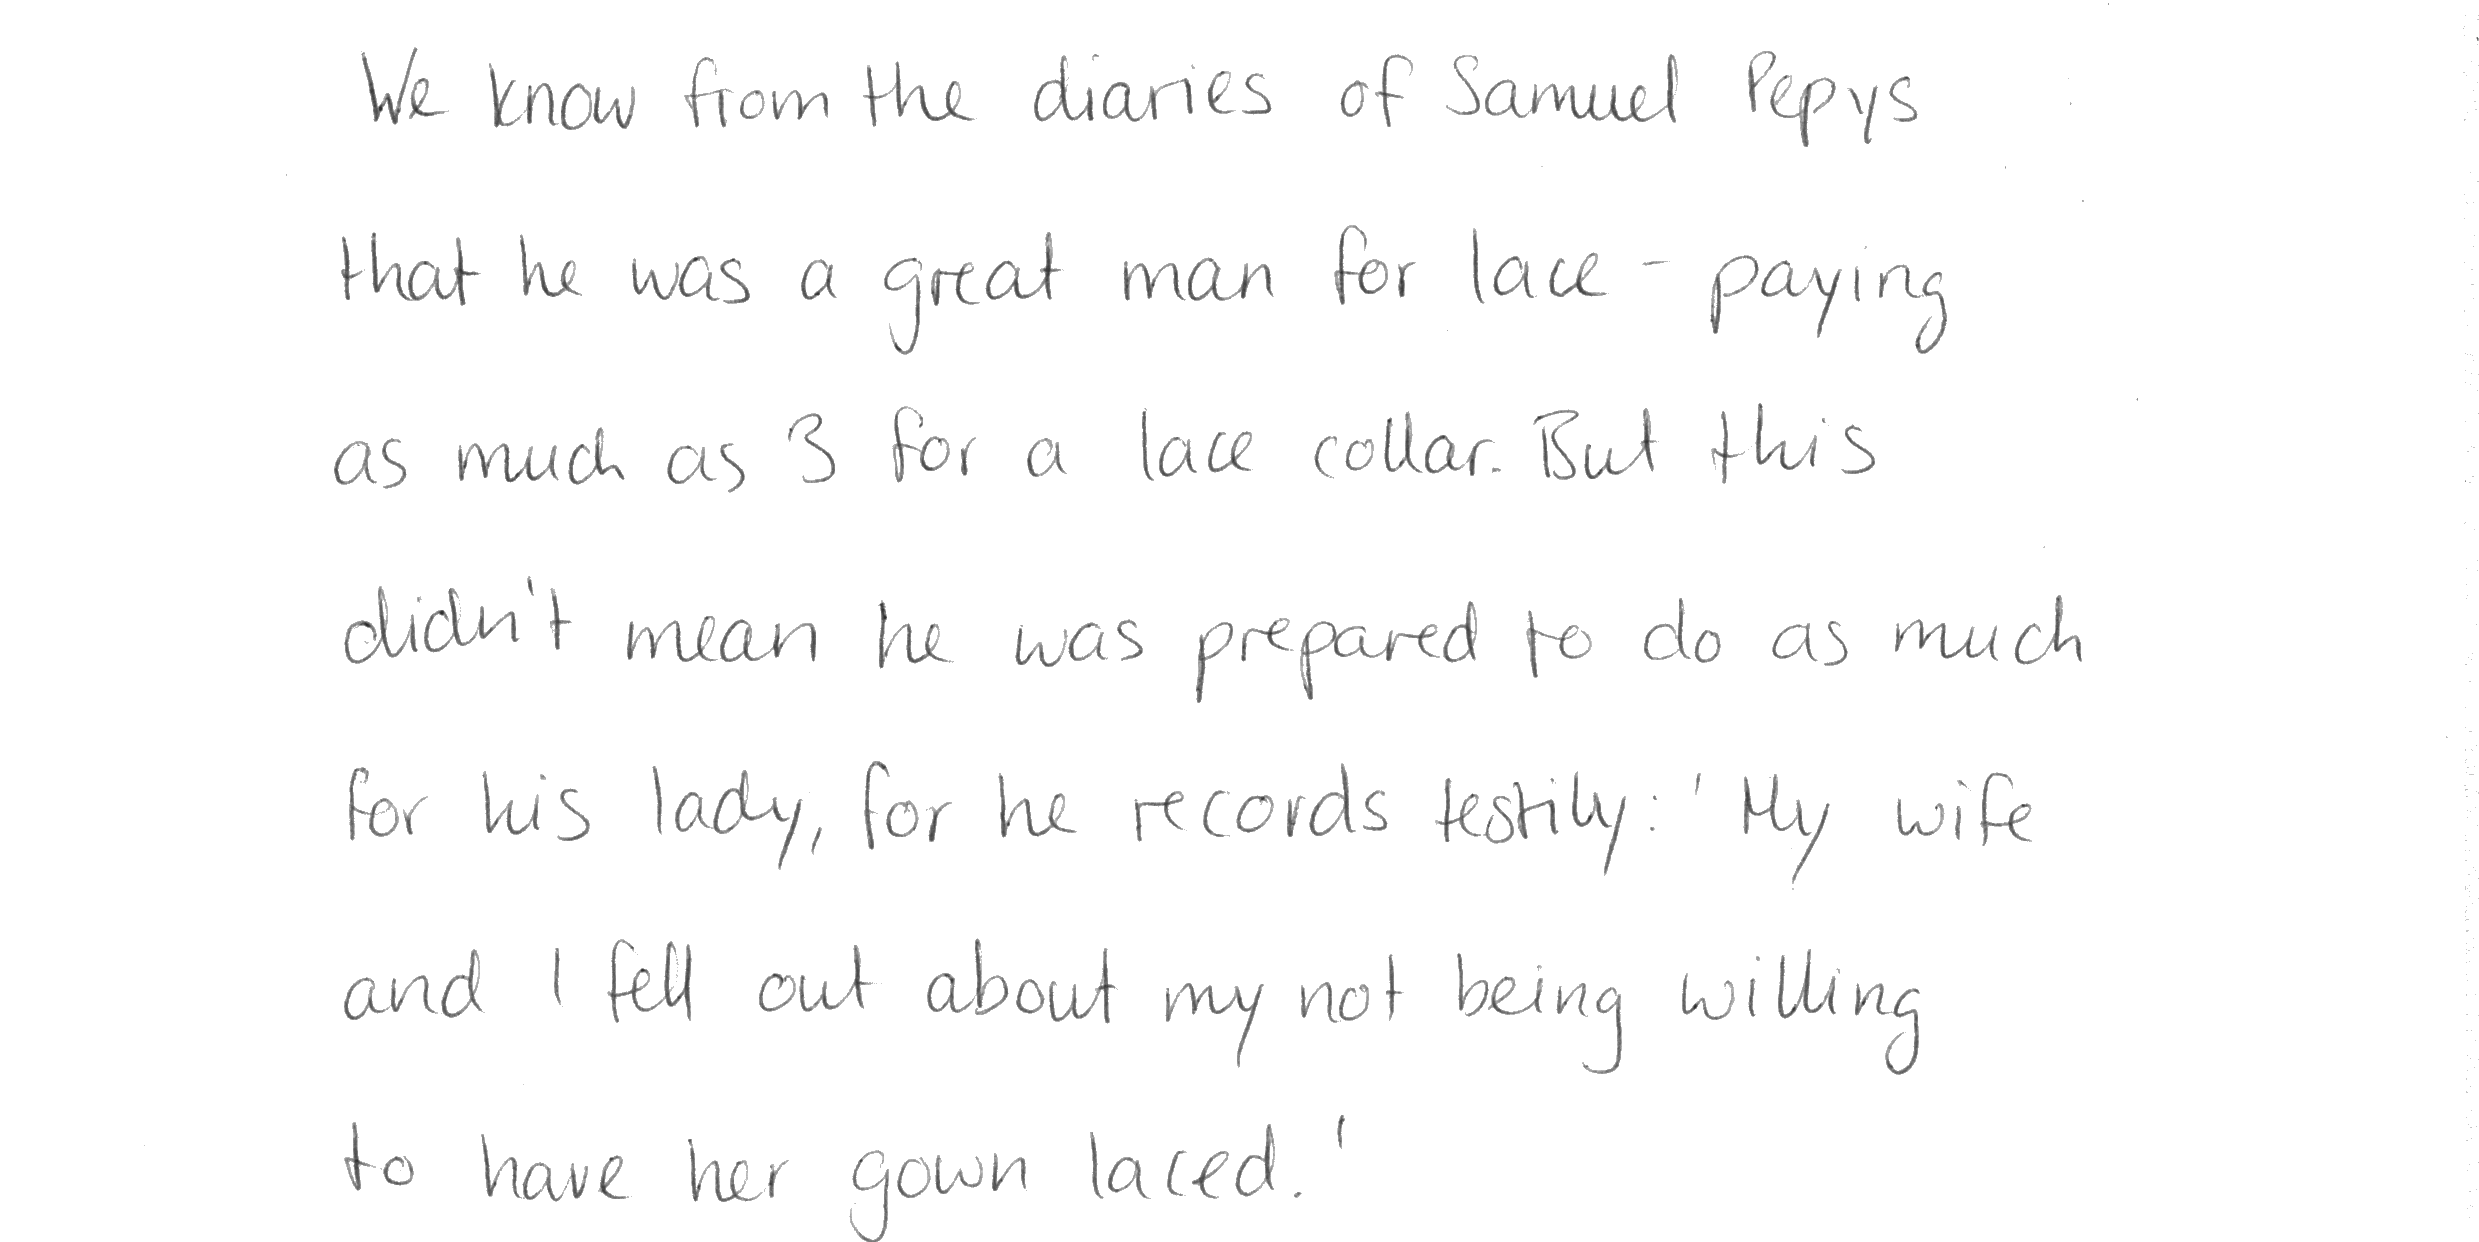 We know from the diaries of Samuel Pepys
that he was a great man for lace - paying
as much as 3 for a lace collar. But this
didn't mean he was prepared to do as much
for his lady, for he records testily: 'My wife
and I fell out about my not being willing
to have her gown laced.'